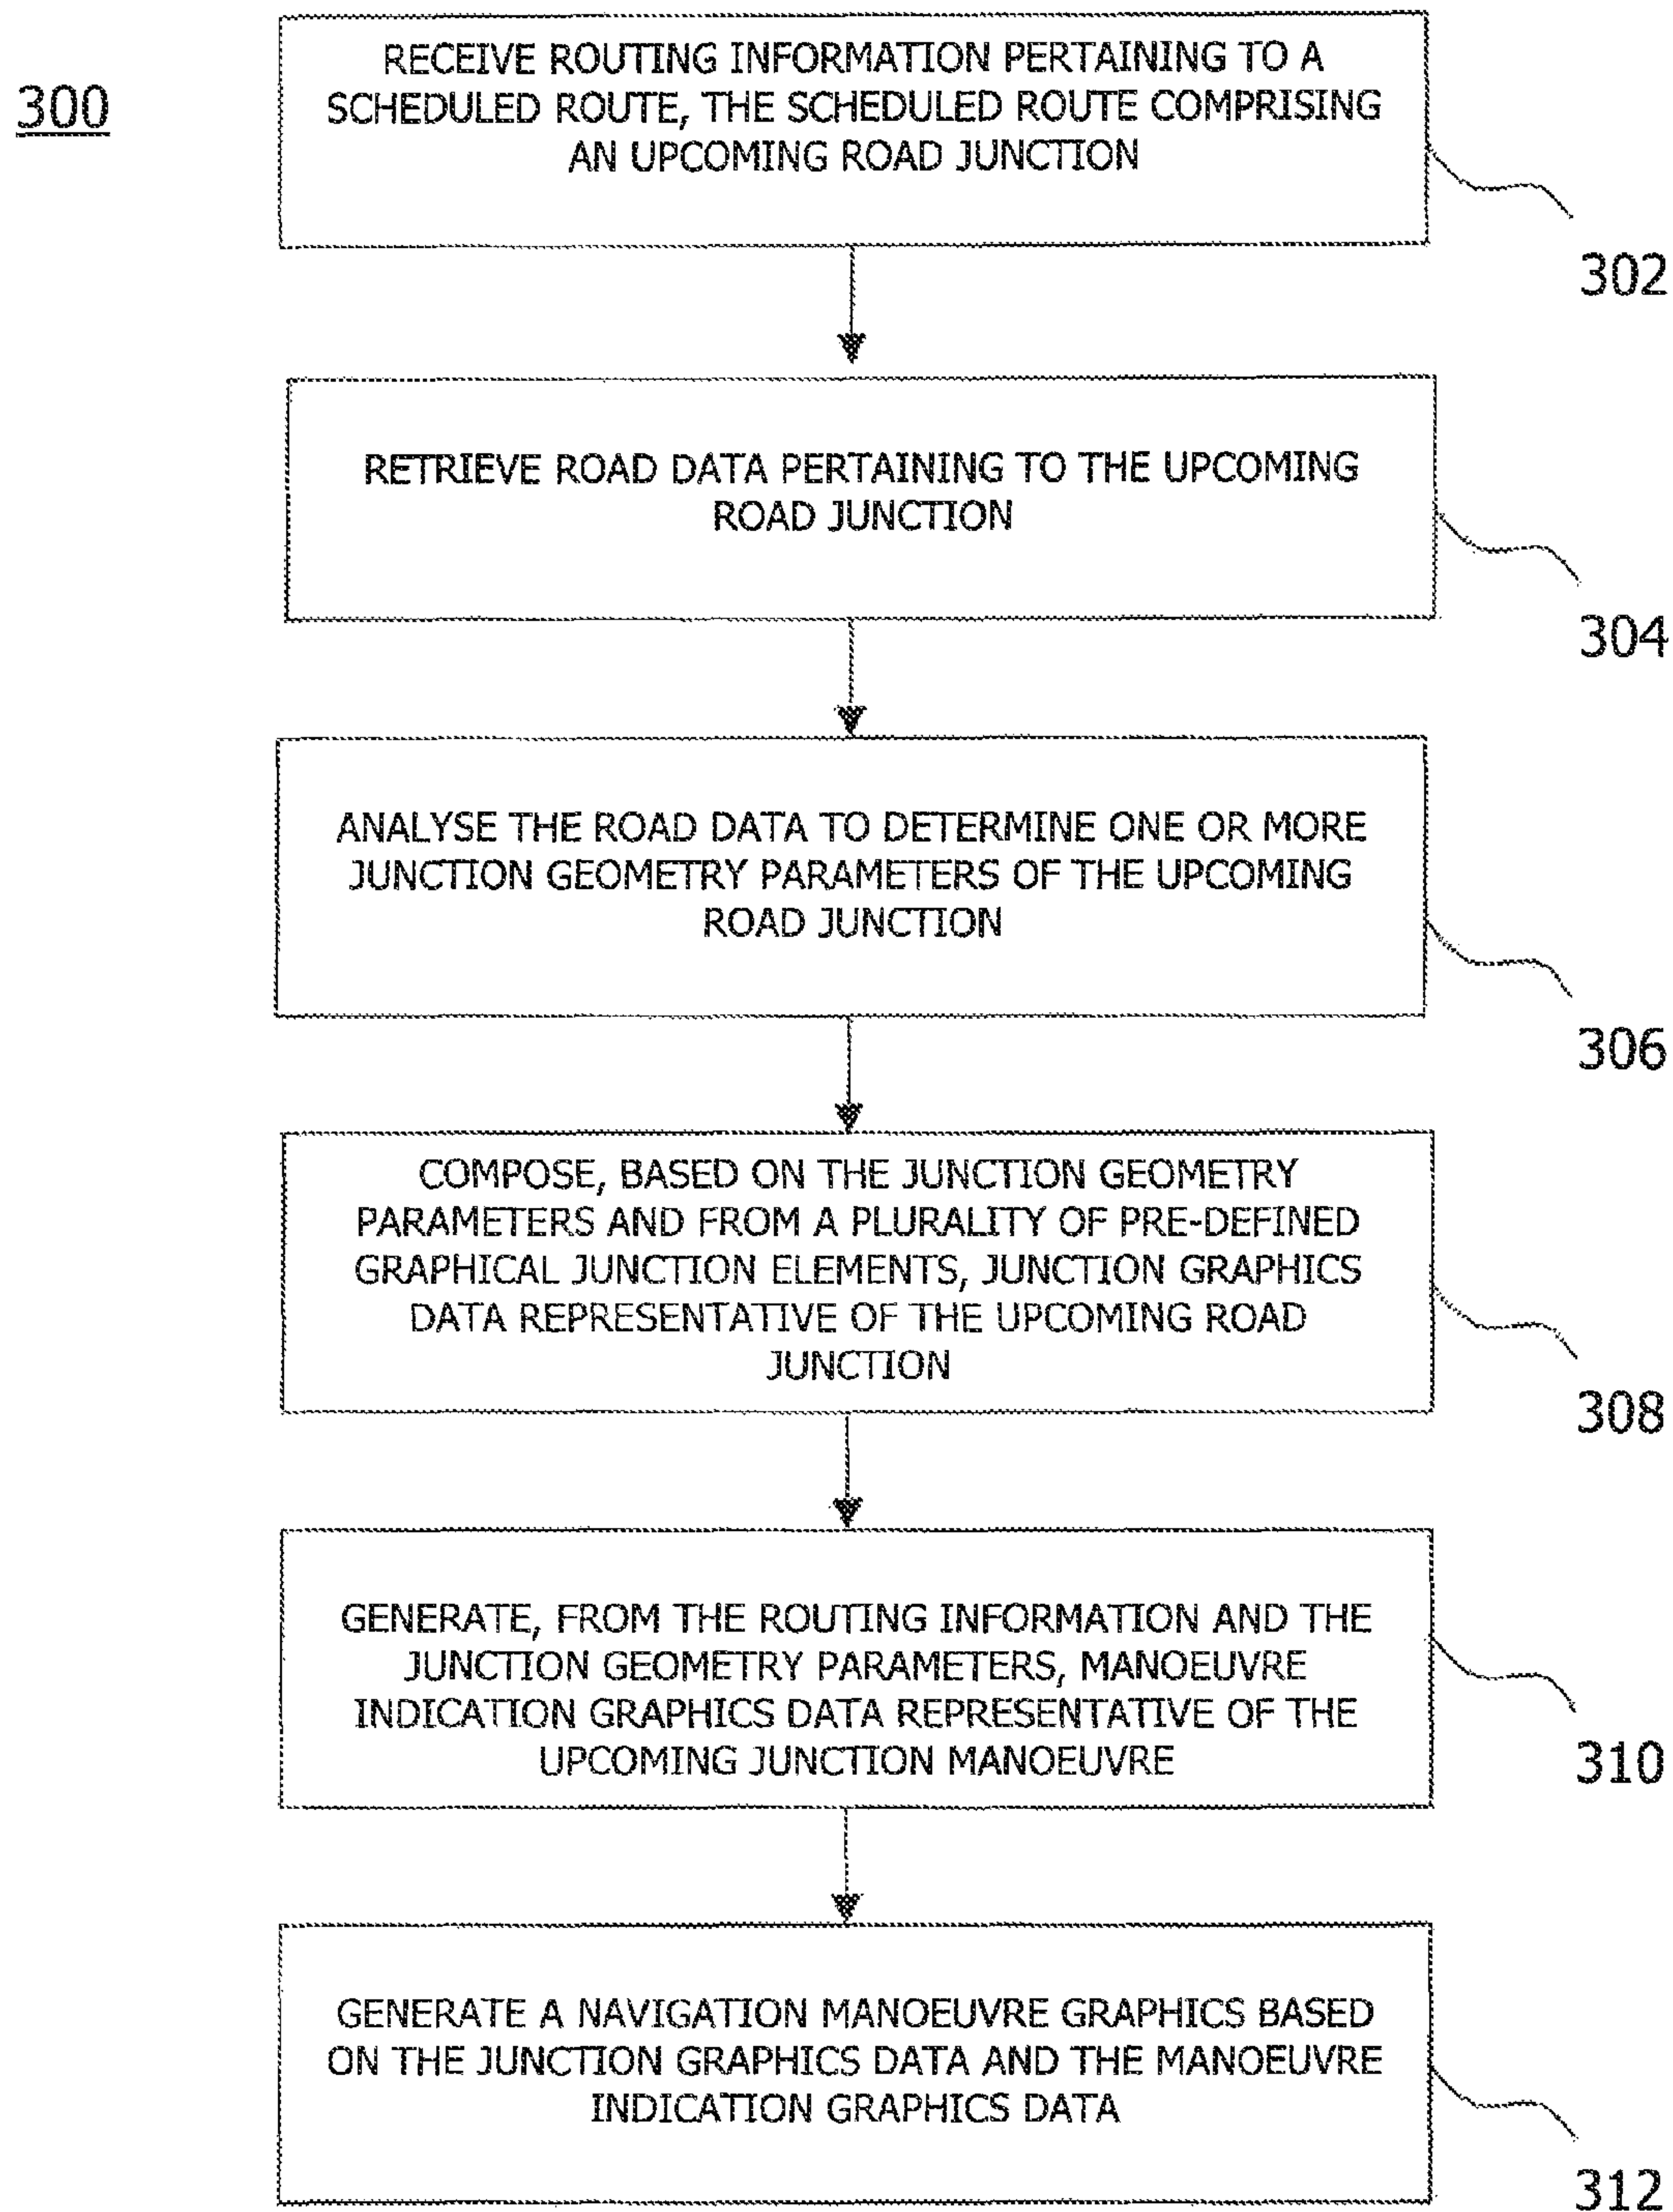 300
RECEIVE ROUTING INFORMATION PERTAINING TO A
SCHEDULED ROUTE, THE SCHEDULED ROUTE COMPRISING
AN UPCOMING ROAD JUNCTION
302
RETRIEVE ROAD DATA PERTAINING TO THE UPCOMING
ROAD JUNCTION
304
ANALYSE THE ROAD DATA TO DETERMINE ONE OR MORE
JUNCTION GEOMETRY PARAMETERS OF THE UPCOMING
ROAD JUNCTION
306
COMPOSE, BASED ON THE JUNCTION GEOMETRY
PARAMETERS AND FROM A PLURALITY OF PRE-DEFINED
GRAPHICAL JUNCTION ELEMENTS, JUNCTION GRAPHICS
DATA REPRESENTATIVE OF THE UPCOMING ROAD
JUNCTION
308
GENERATE, FROM THE ROUTING INFORMATION AND THE
JUNCTION GEOMETRY PARAMETERS, MANOEUVRE
INDICATION GRAPHICS DATA REPRESENTATIVE OF THE
UPCOMING JUNCTION MANOEUVRE
310
GENERATE A NAVIGATION MANOEUVRE GRAPHICS BASED
ON THE JUNCTION GRAPHICS DATA AND THE MANOEUVRE
INDICATION GRAPHICS DATA
312